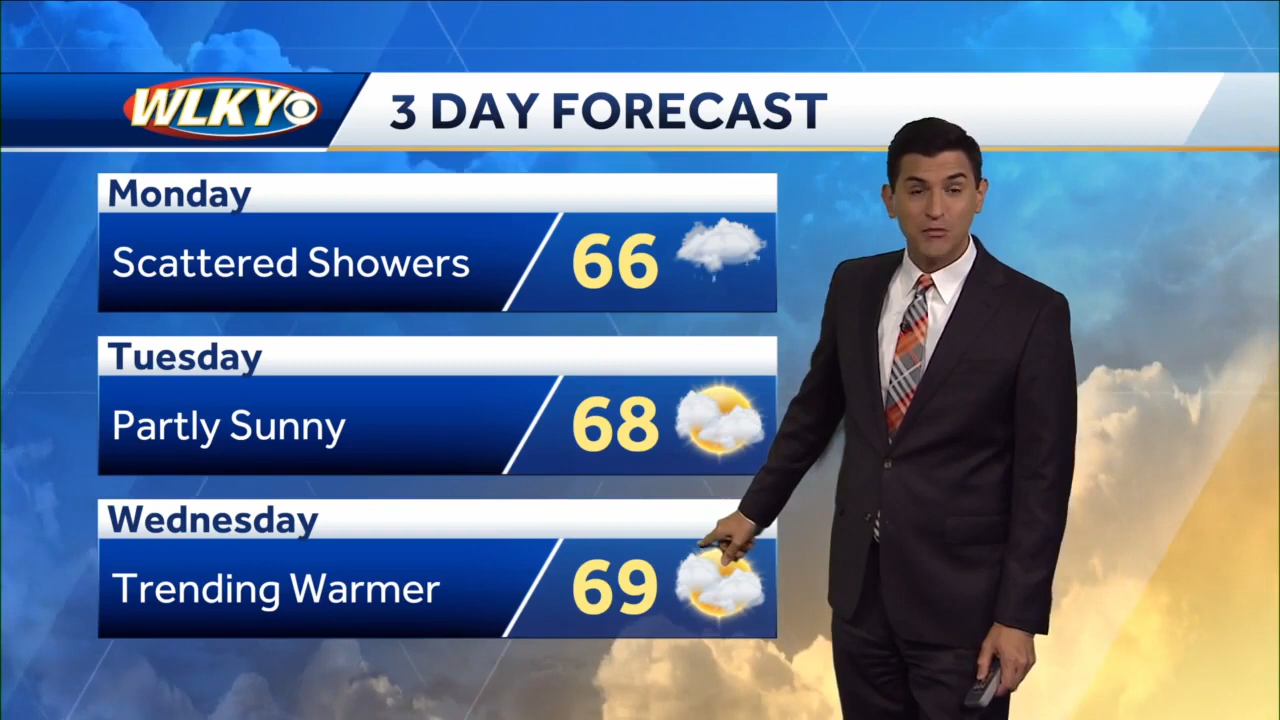 WLKY
3 DAY FORECAST
Monday
Scattered Showers
66
Tuesday
Partly Sunny
68
Wednesday
Trending Warmer
69